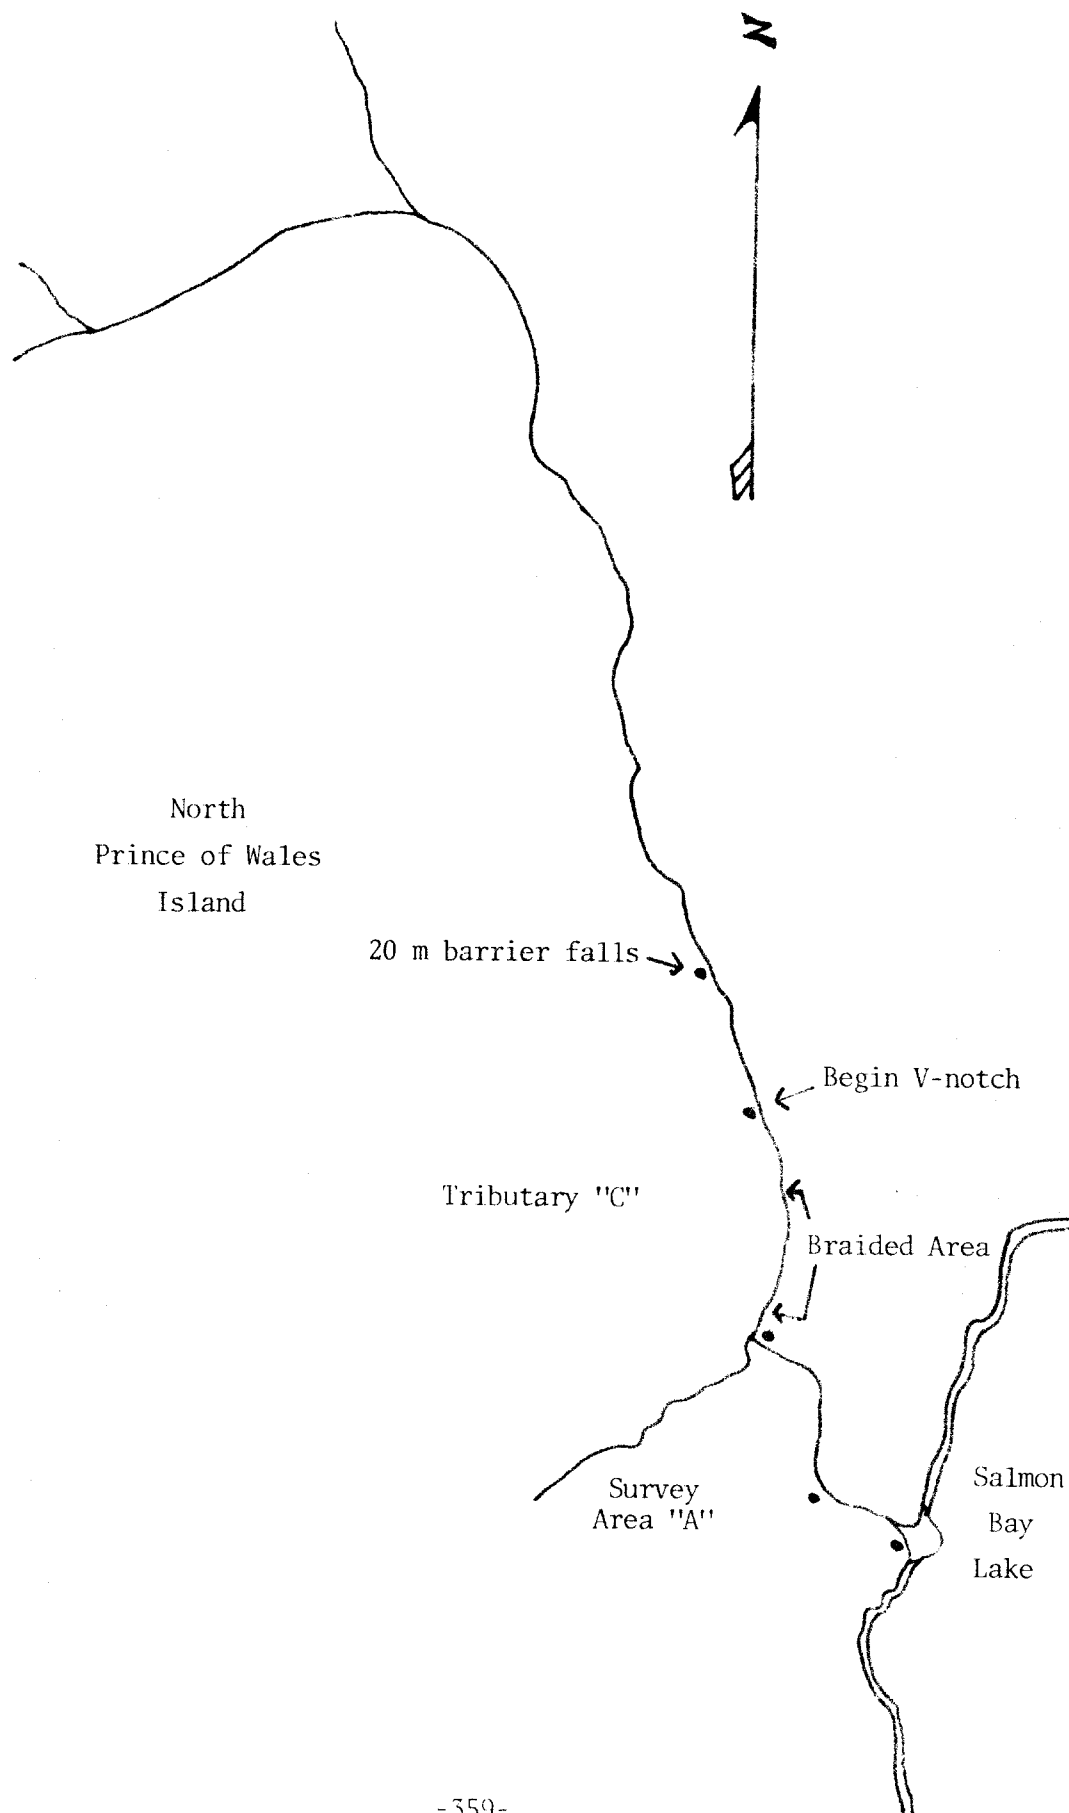 N
North
Prince of Wales
Island
20 m barrier falls
Begin V-notch
Tributary "C"
Braided Area
Survey
Area "A"
Salmon
Bay
Lake
-359-